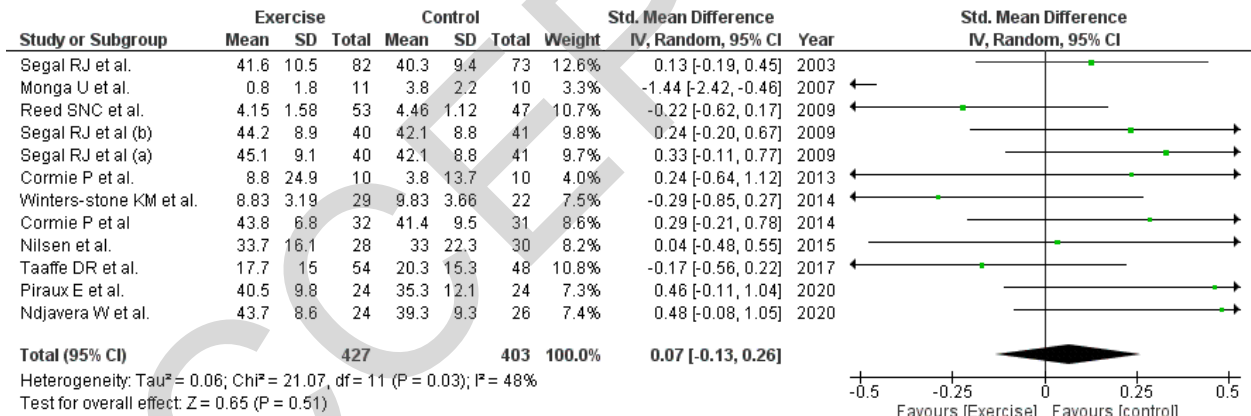 Exercise Control Std. Mean Difference Std. Mean Difference
Study or Subgroup Mean SD Total Mean SD Total Weight IV, Random, 95% CI Year IV, Random, 95% CI
Segal RJ et al. 41.6 10.5 82 40.3 9.4 73 12.6% 0.13 [-0.19, 0.45] 2003
Monga U et al. 0.8 1.8 11 3.8 2.2 10 3.3% -1.44 [-2.42, -0.46] 2007
Reed SNC et al. 4.15 1.58 53 4.46 1.12 47 10.7% -0.22 [-0.62, 0.17] 2009
Segal RJ et al (b) 44.2 8.9 40 42.1 8.8 41 9.8% 0.24 [-0.20, 0.67] 2009
Segal RJ et al (a) 45.1 9.1 40 42.1 8.8 41 9.7% 0.33 [-0.11, 0.77] 2009
Cormie P et al. 8.8 24.9 10 3.8 13.7 10 4.0% 0.24 [-0.64, 1.12] 2013
Winters-stone KM et al. 8.83 3.19 29 9.83 3.66 22 7.5% -0.29 [-0.85, 0.27] 2014
Cormie P et al 43.8 6.8 32 41.4 9.5 31 8.6% 0.29 [-0.21, 0.78] 2014
Nilsen et al. 33.7 16.1 28 33 22.3 30 8.2% 0.04 [-0.48, 0.55] 2015
Taaffe DR et al. 17.7 15 54 20.3 15.3 48 10.8% -0.17 [-0.56, 0.22] 2017
Piraux E et al. 40.5 9.8 24 35.3 12.1 24 7.3% 0.46 [-0.11, 1.04] 2020
Ndjavera W et al. 43.7 8.6 24 39.3 9.3 26 7.4% 0.48 [-0.08, 1.05] 2020
Total (95% CI) 427 403 100.0% 0.07 [-0.13, 0.26]
Heterogeneity: Tau² = 0.06; Chi² = 21.07, df = 11 (P = 0.03); I² = 48%
Test for overall effect: Z = 0.65 (P = 0.51)
-0.5 -0.25 0 0.25 0.5
Favours [Exercise] Favours [control]